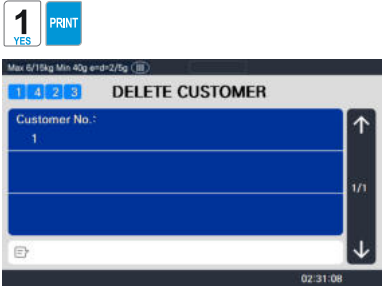 1 PRINT
YES
Max 6/15kg Min 40g e=d=2/5g (III)
1 4 2 3 DELETE CUSTOMER
Customer No.:
1
1/1
02:31:08